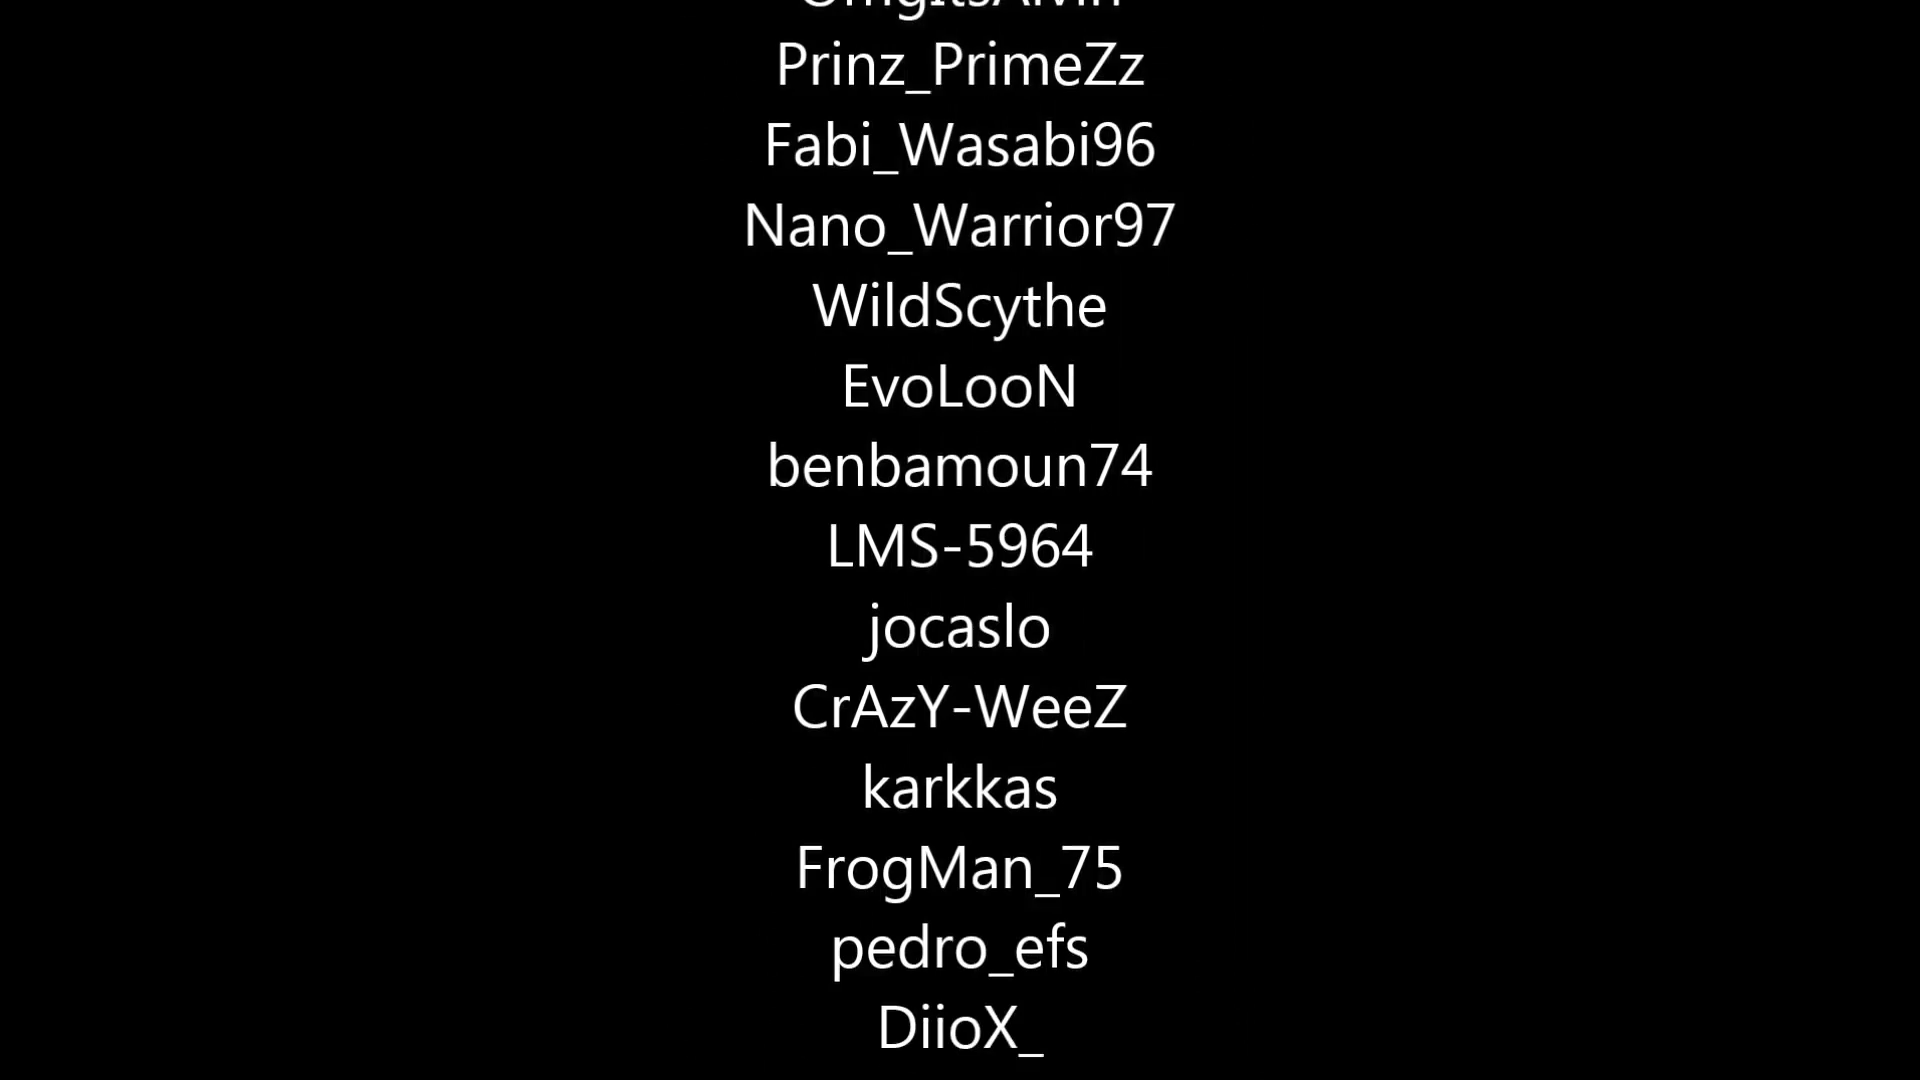 Prinz_PrimeZz
Fabi_Wasabi96
Nano_Warrior97
WildScythe
EvoLooN
benbamoun74
LMS-5964
jocaslo
CrAzY-WeeZ
karkkas
FrogMan_75
pedro_efs
DiioX_